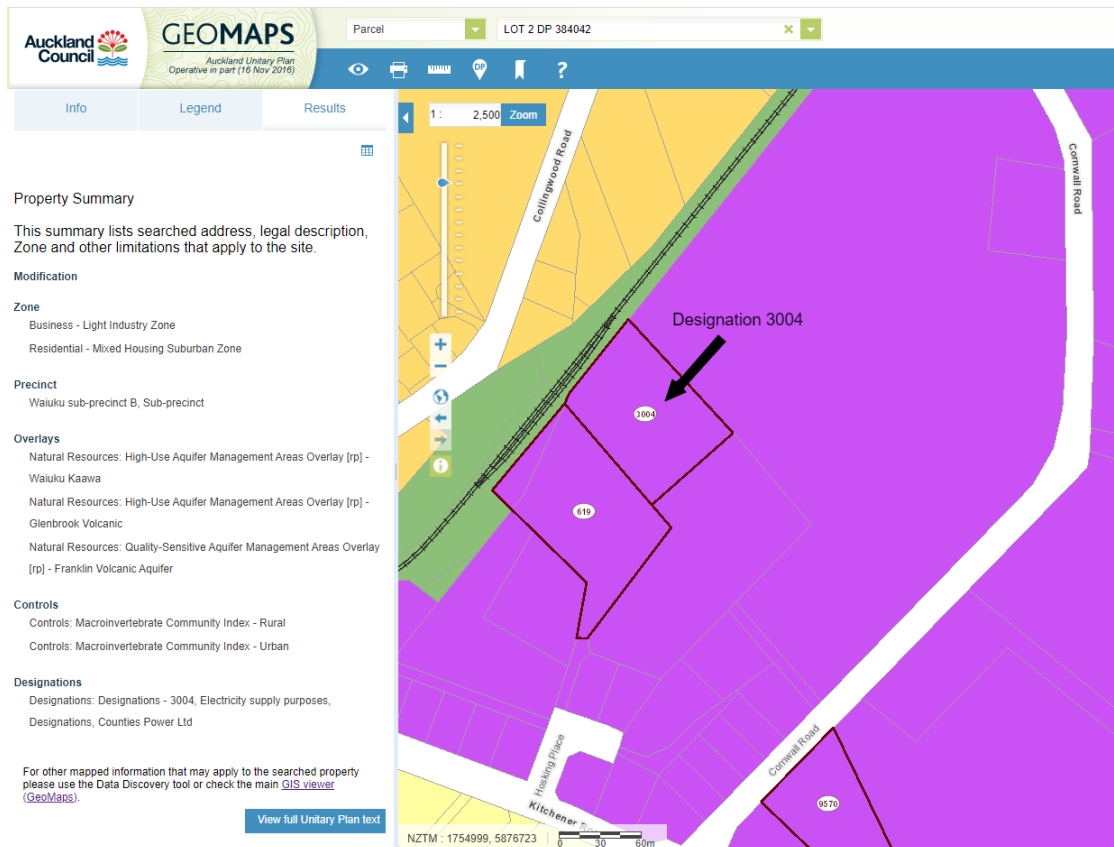 Auckland
Council
GEOMAPS
Auckland Unitary Plan
Operative in part (16 Nov 2016)
Parcel
LOT 2 DP 384042
DP
?
Info
Legend
Results
1 :
2,500
Zoom
Property Summary
This summary lists searched address, legal description,
Zone and other limitations that apply to the site.
Modification
Zone
Business - Light Industry Zone
Residential - Mixed Housing Suburban Zone
Precinct
Waiuku sub-precinct B, Sub-precinct
Overlays
Natural Resources: High-Use Aquifer Management Areas Overlay [rp] -
Waiuku Kaawa
Natural Resources: High-Use Aquifer Management Areas Overlay [rp] -
Glenbrook Volcanic
Natural Resources: Quality-Sensitive Aquifer Management Areas Overlay
[rp] - Franklin Volcanic Aquifer
Controls
Controls: Macroinvertebrate Community Index - Rural
Controls: Macroinvertebrate Community Index - Urban
Designations
Designations: Designations - 3004, Electricity supply purposes,
Designations, Counties Power Ltd
For other mapped information that may apply to the searched property
please use the Data Discovery tool or check the main GIS viewer
(GeoMaps).
View full Unitary Plan text
Collingwood Road
Cornwall Road
Designation 3004
3004
619
Cornwall Road
Hosking Place
9570
Kitchener
NZTM : 1754999, 5876723
0 30 60m